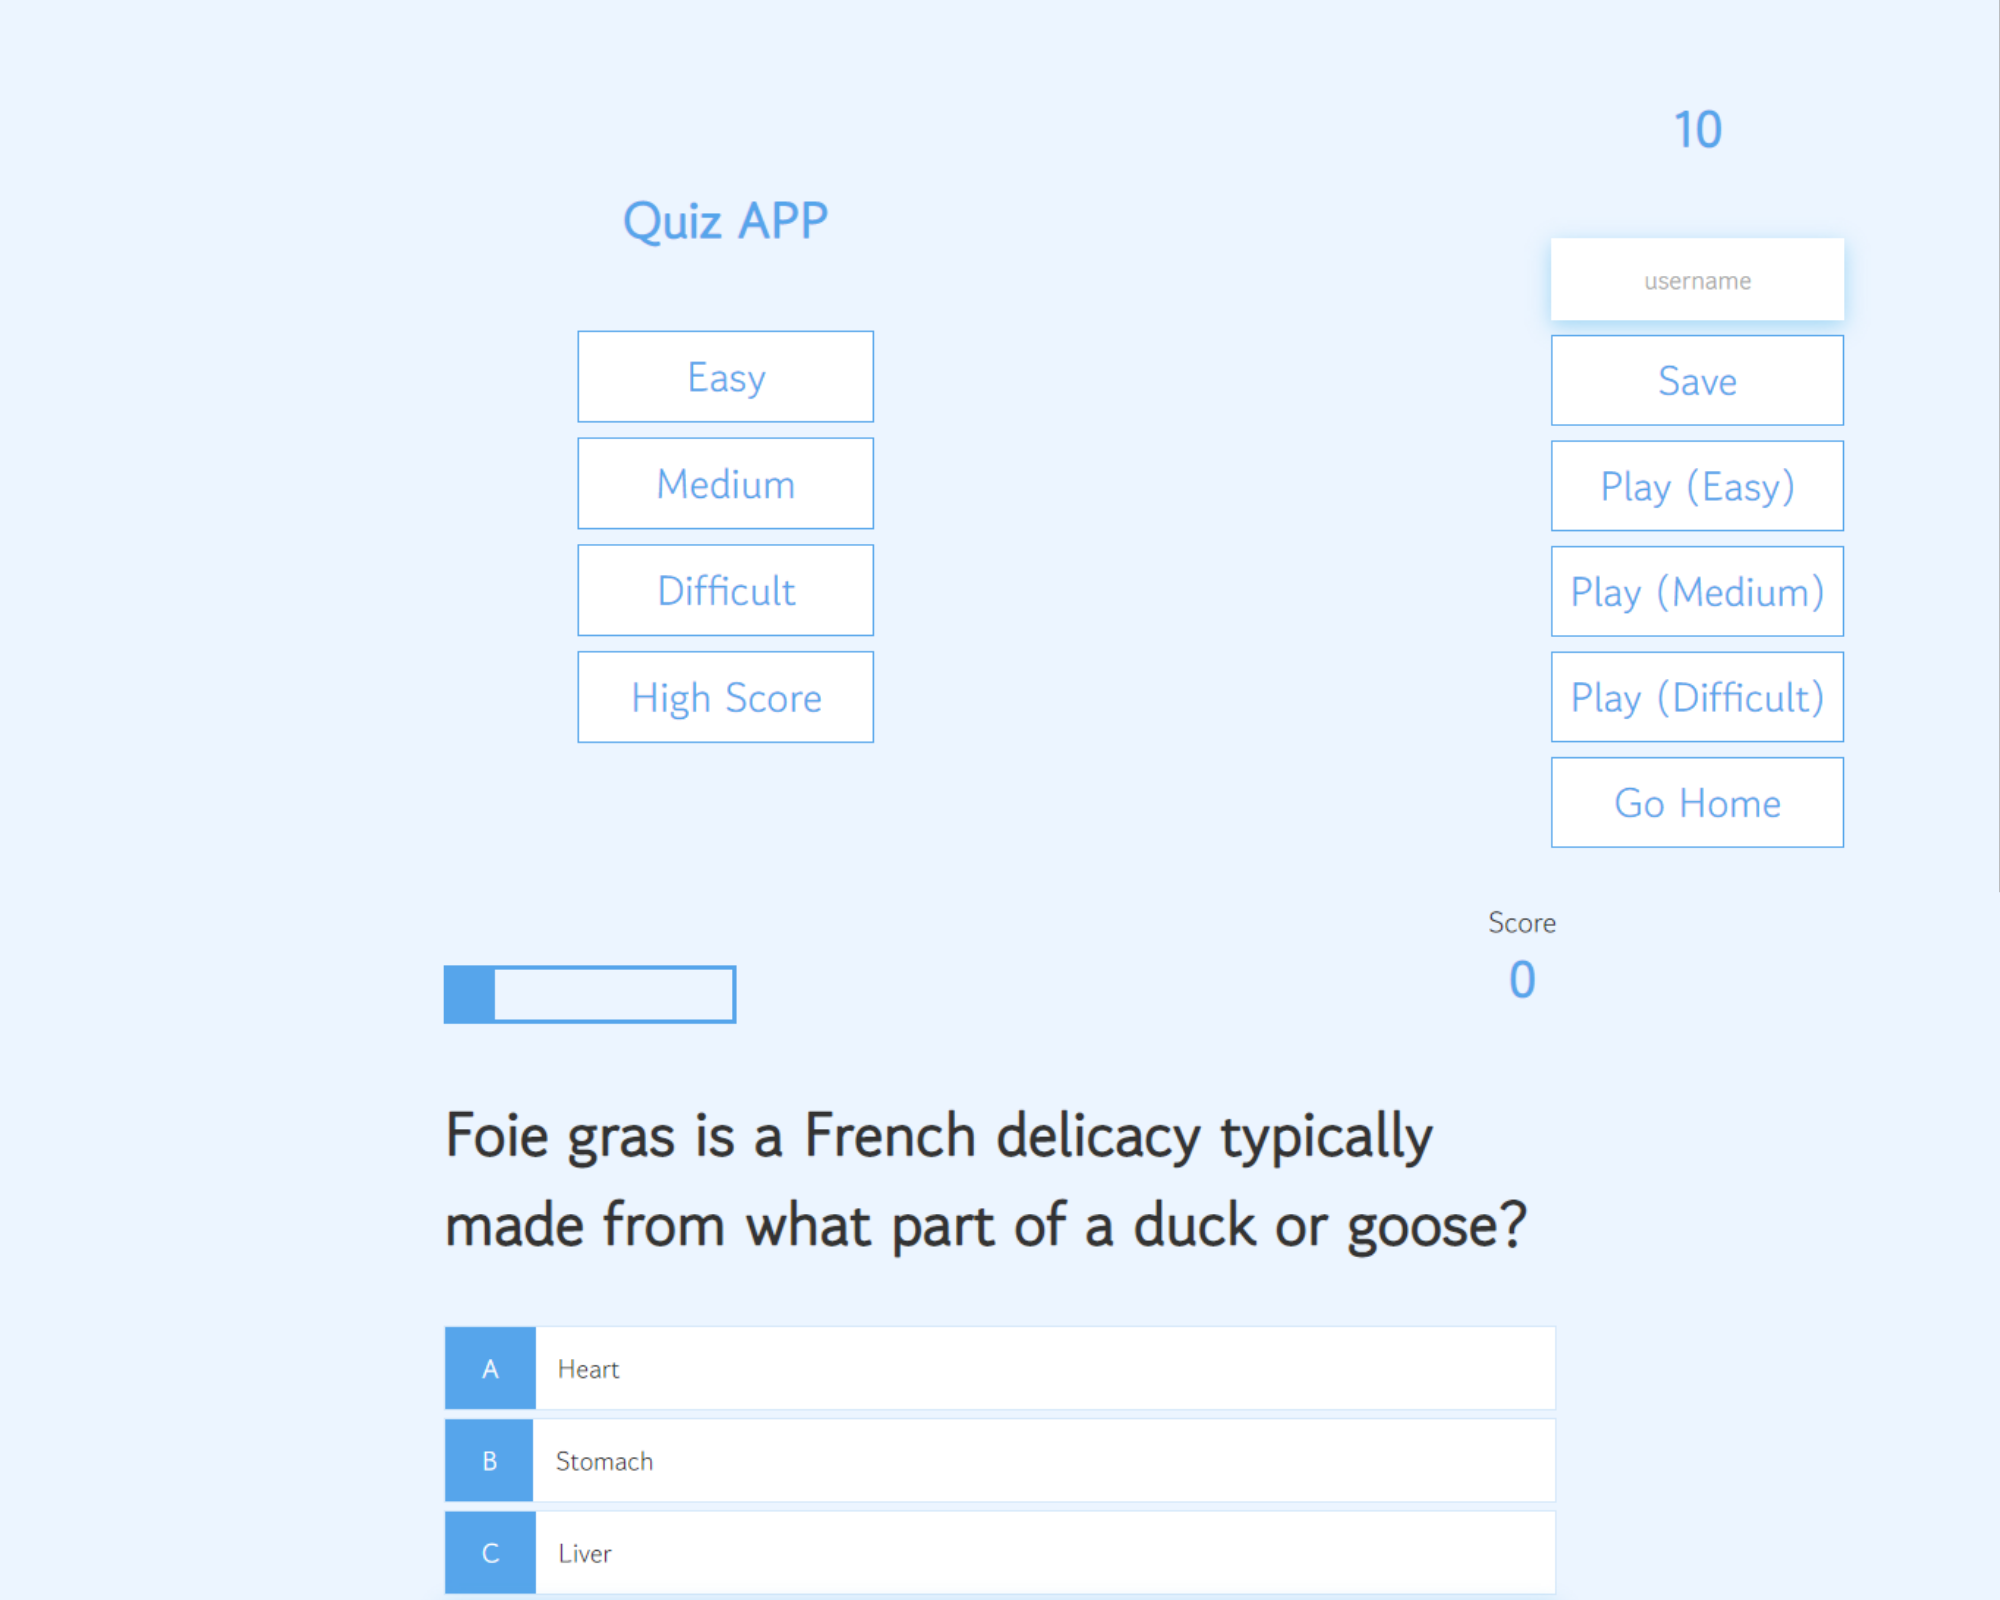 Quiz APP
Easy
Medium
Difficult
High Score
10
username
Save
Play (Easy)
Play (Medium)
Play (Difficult)
Go Home
Score
0
Foie gras is a French delicacy typically
made from what part of a duck or goose?
A Heart
B Stomach
C Liver